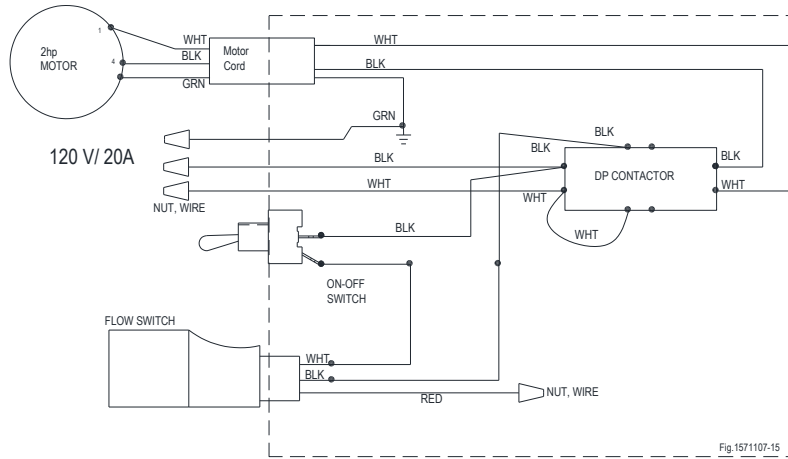 1
WHT
Motor
Cord
WHT
2hp
MOTOR
BLK
4
BLK
GRN
GRN
BLK
120 V/ 20A
BLK
BLK
BLK
DP CONTACTOR
WHT
WHT
WHT
NUT, WIRE
BLK
WHT
ON-OFF
SWITCH
FLOW SWITCH
WHT
BLK
RED
NUT, WIRE
Fig.1571107-15